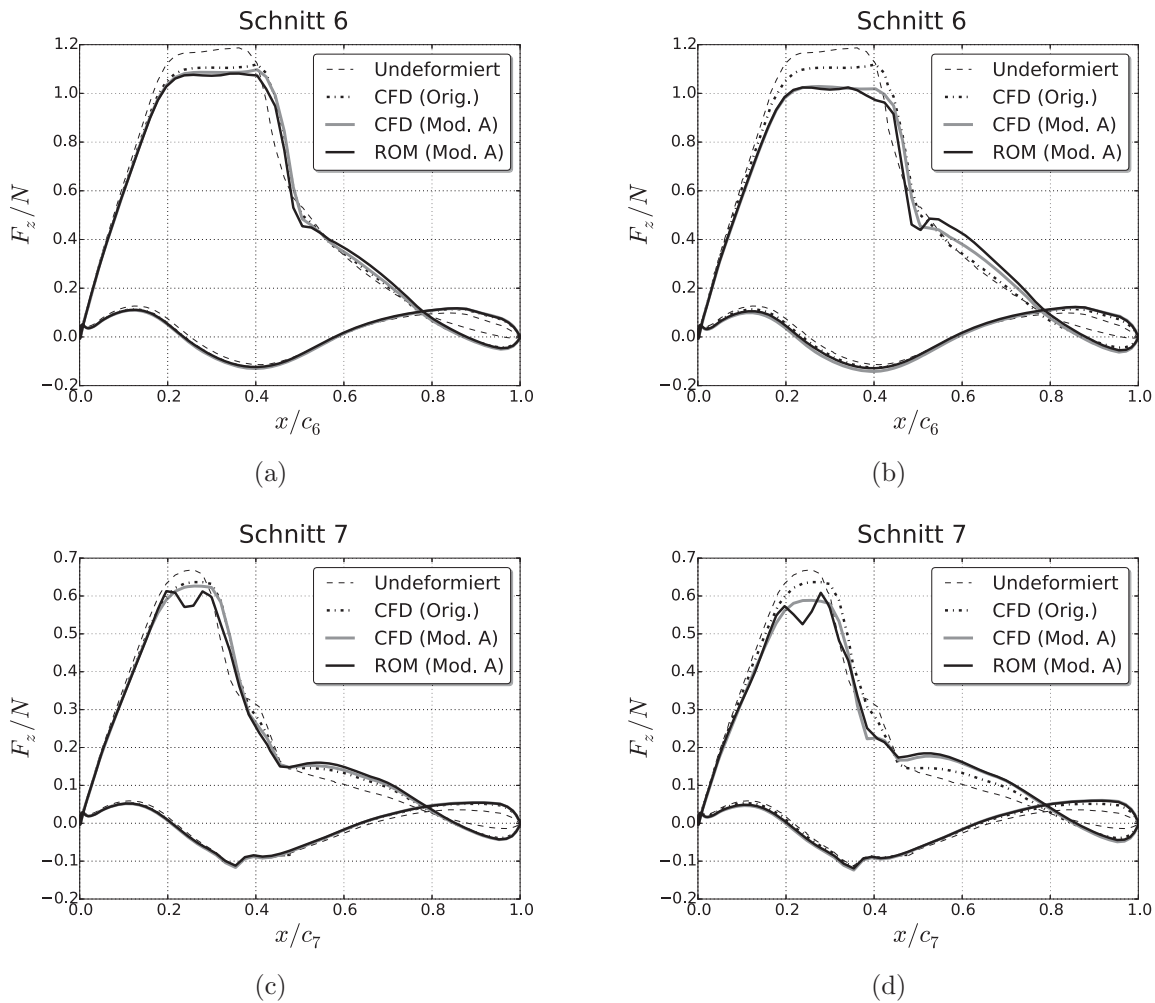 Schnitt 6
1.2
1.0
0.8
0.6
0.4
0.2
0.0
−0.2
F_z/N
0.0 0.2 0.4 0.6 0.8 1.0
x/c_6
Undeformiert
CFD (Orig.)
CFD (Mod. A)
ROM (Mod. A)
(a)
Schnitt 6
1.2
1.0
0.8
0.6
0.4
0.2
0.0
−0.2
F_z/N
0.0 0.2 0.4 0.6 0.8 1.0
x/c_6
Undeformiert
CFD (Orig.)
CFD (Mod. A)
ROM (Mod. A)
(b)
Schnitt 7
0.7
0.6
0.5
0.4
0.3
0.2
0.1
0.0
−0.1
−0.2
F_z/N
0.0 0.2 0.4 0.6 0.8 1.0
x/c_7
Undeformiert
CFD (Orig.)
CFD (Mod. A)
ROM (Mod. A)
(c)
Schnitt 7
0.7
0.6
0.5
0.4
0.3
0.2
0.1
0.0
−0.1
−0.2
F_z/N
0.0 0.2 0.4 0.6 0.8 1.0
x/c_7
Undeformiert
CFD (Orig.)
CFD (Mod. A)
ROM (Mod. A)
(d)